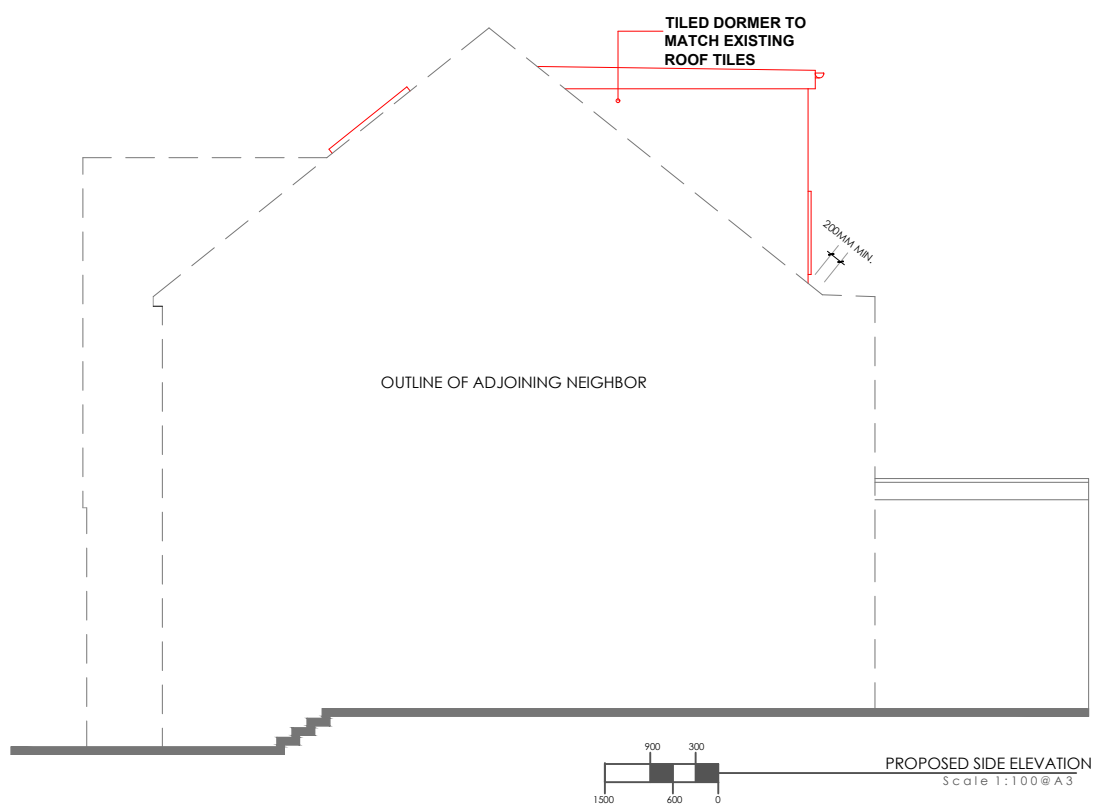 TILED DORMER TO
MATCH EXISTING
ROOF TILES
200MM MIN.
OUTLINE OF ADJOINING NEIGHBOR
900 300
1500 600 0
PROPOSED SIDE ELEVATION
Scale 1:100@A3